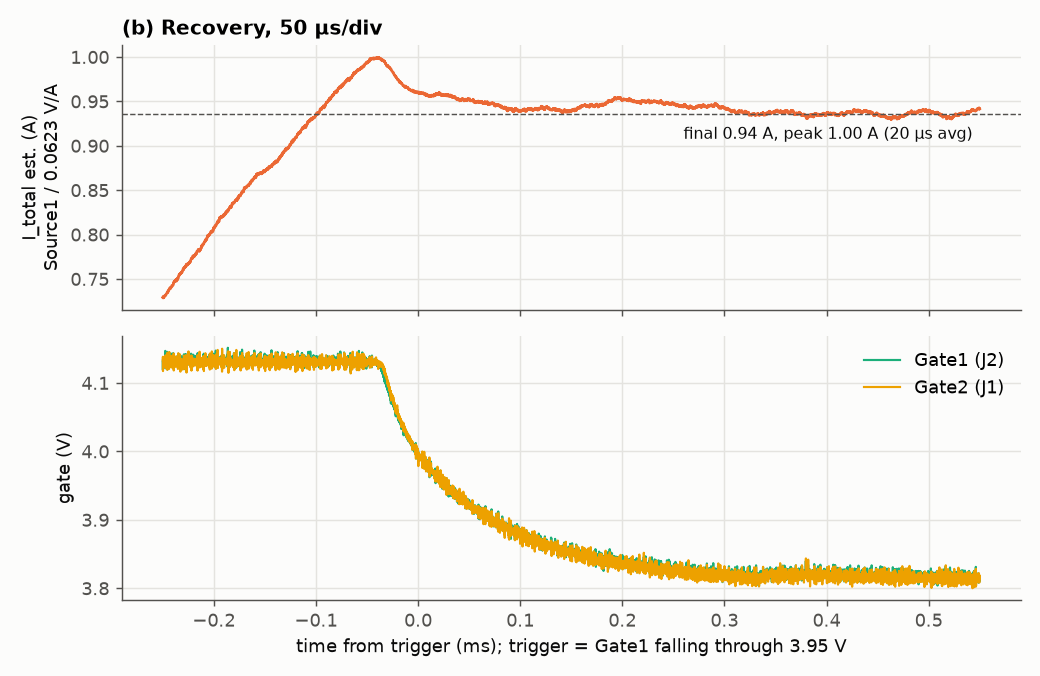 (b) Recovery, 50 µs/div
I_total est. (A)
Source1 / 0.0623 V/A
1.00
0.95
0.90
0.85
0.80
0.75
final 0.94 A, peak 1.00 A (20 µs avg)
gate (V)
4.1
4.0
3.9
3.8
Gate1 (J2)
Gate2 (J1)
−0.2 −0.1 0.0 0.1 0.2 0.3 0.4 0.5
time from trigger (ms); trigger = Gate1 falling through 3.95 V